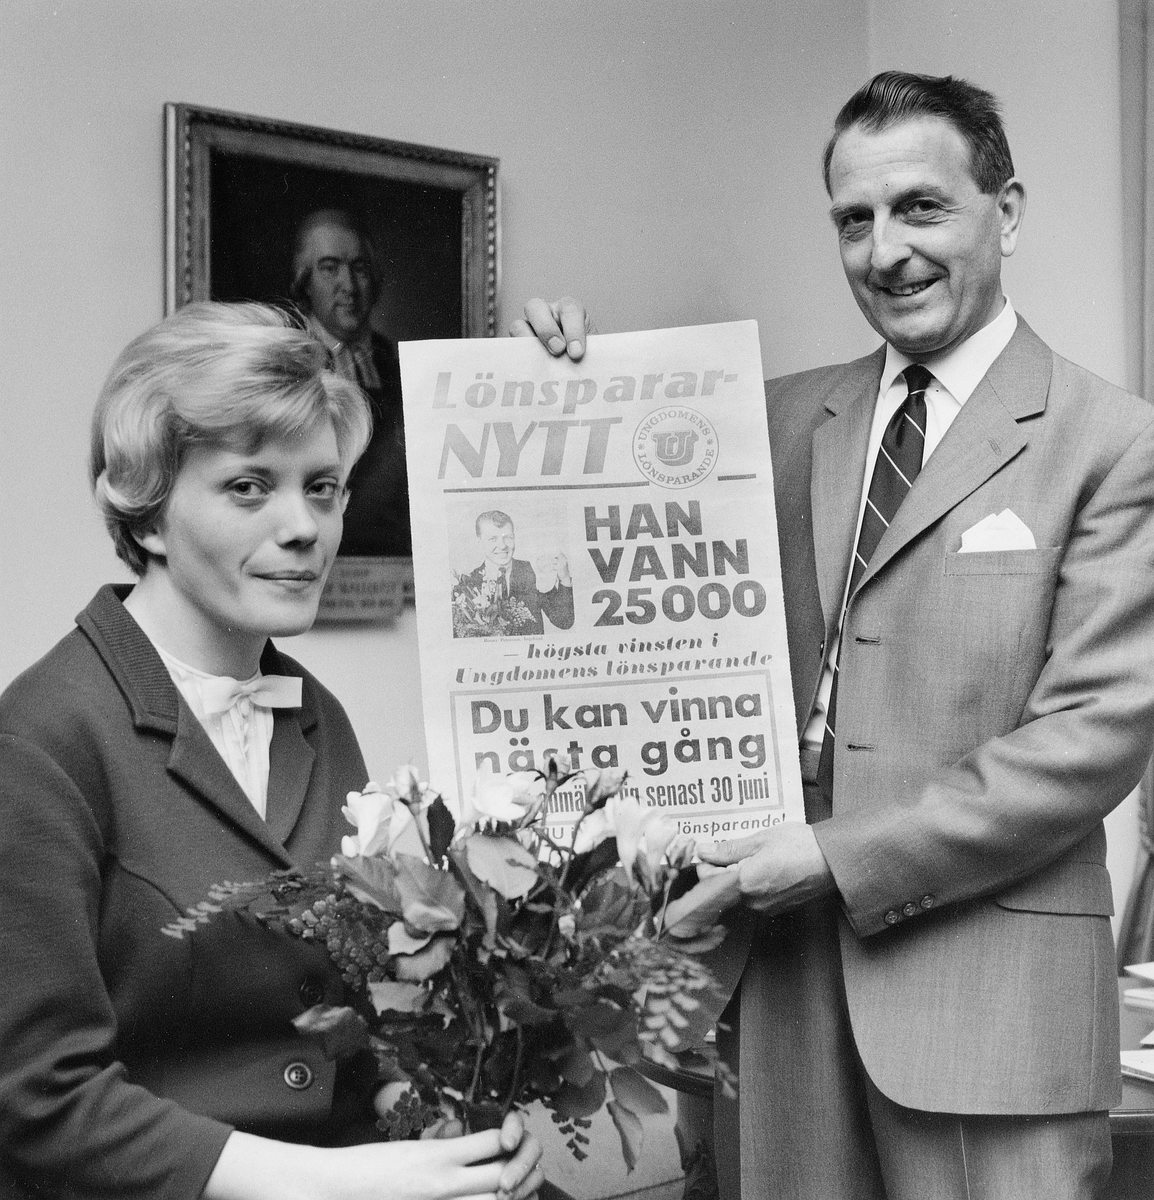 Lönsparar-
NYTT
UNGDOMENS
LÖNSPARANDE
HAN
VANN
25000
— högsta vinsten i
Ungdomens lönsparande
Du kan vinna
nästa gång
senast 30 juni
lönsparande!